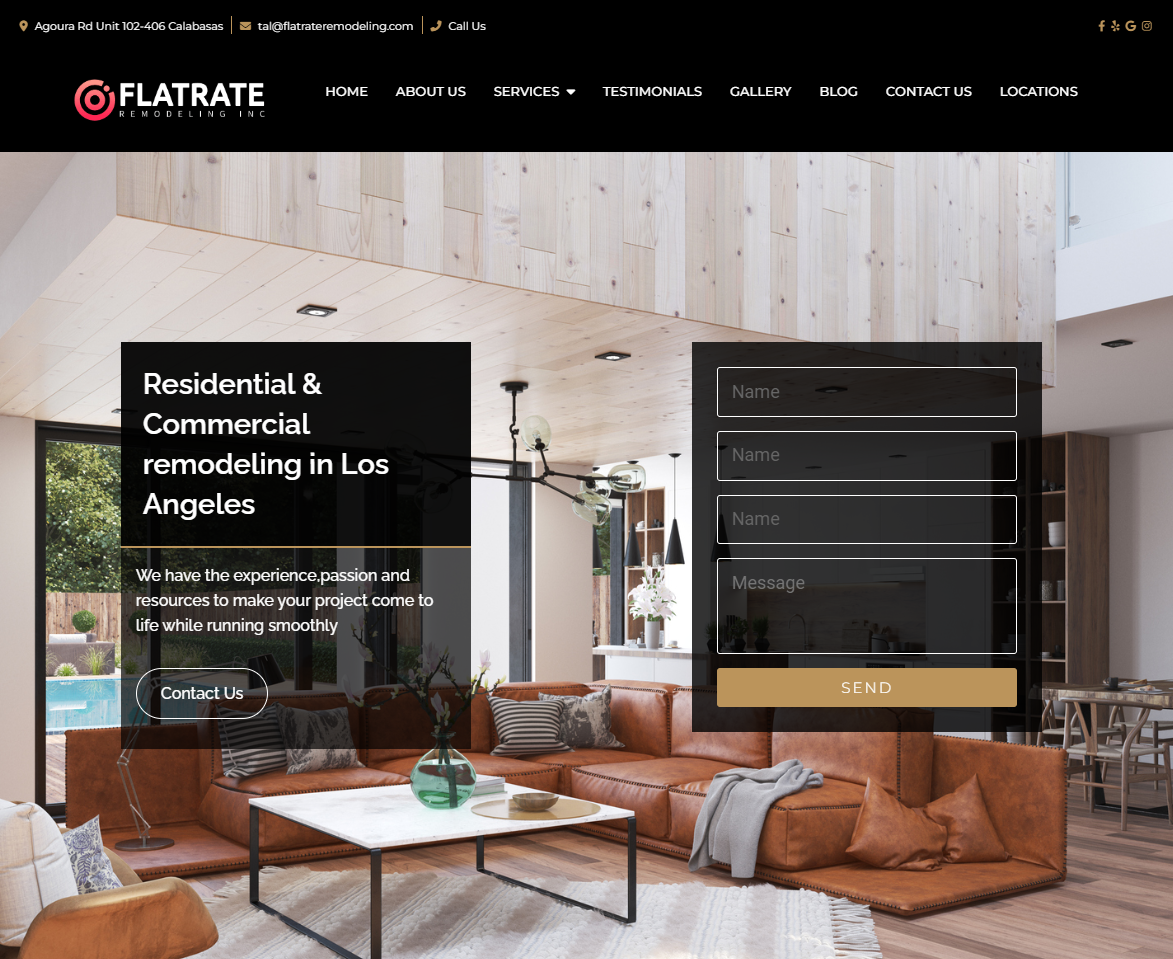 Agoura Rd Unit 102-406 Calabasas tal@flatrateremodeling.com Call Us
FLATRATE
REMODELING INC
HOME ABOUT US SERVICES TESTIMONIALS GALLERY BLOG CONTACT US LOCATIONS
Residential &
Commercial
remodeling in Los
Angeles
We have the experience,passion and
resources to make your project come to
life while running smoothly
Contact Us
Name
Name
Name
Message
SEND